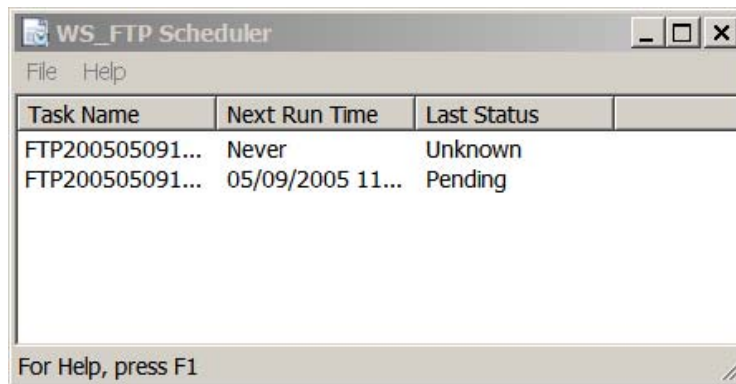 WS_FTP Scheduler
File Help
Task Name Next Run Time Last Status
FTP200505091... Never Unknown
FTP200505091... 05/09/2005 11... Pending
For Help, press F1